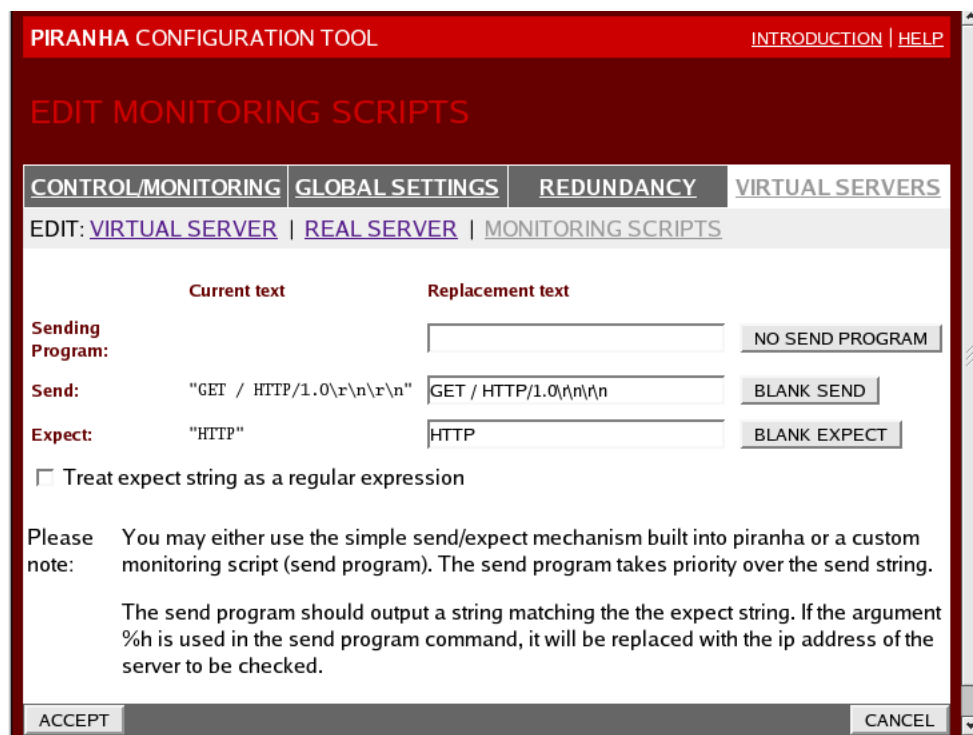 PIRANHA CONFIGURATION TOOL INTRODUCTION | HELP
EDIT MONITORING SCRIPTS
CONTROL/MONITORING GLOBAL SETTINGS REDUNDANCY VIRTUAL SERVERS
EDIT: VIRTUAL SERVER | REAL SERVER | MONITORING SCRIPTS
Current text Replacement text
Sending
Program: NO SEND PROGRAM
Send: "GET / HTTP/1.0\r\n\r\n" GET / HTTP/1.0\r\n\r\n BLANK SEND
Expect: "HTTP" HTTP BLANK EXPECT
Treat expect string as a regular expression
Please You may either use the simple send/expect mechanism built into piranha or a custom
note: monitoring script (send program). The send program takes priority over the send string.
The send program should output a string matching the the expect string. If the argument
%h is used in the send program command, it will be replaced with the ip address of the
server to be checked.
ACCEPT CANCEL